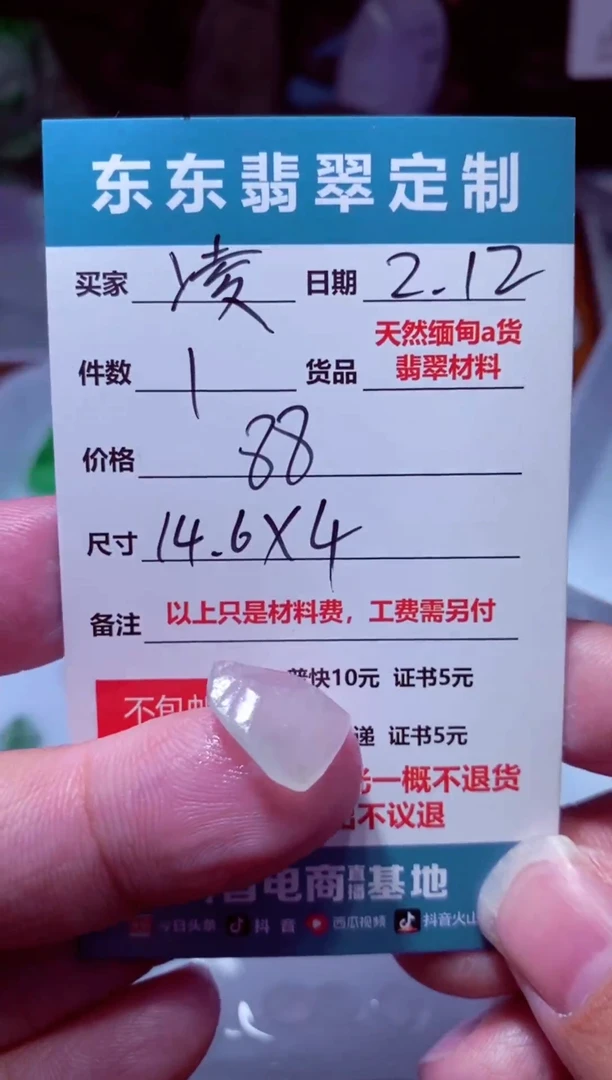 东东翡翠定制
买家 凌 日期 2.12
天然缅甸a货
件数 1 货品 翡翠材料
价格 88
尺寸 14.6X4
备注 以上只是材料费，工费需另付
不包 快10元 证书5元
递 证书5元
一概不退货
不议退
电商直播基地
今日头条 抖音 西瓜视频 抖音火山